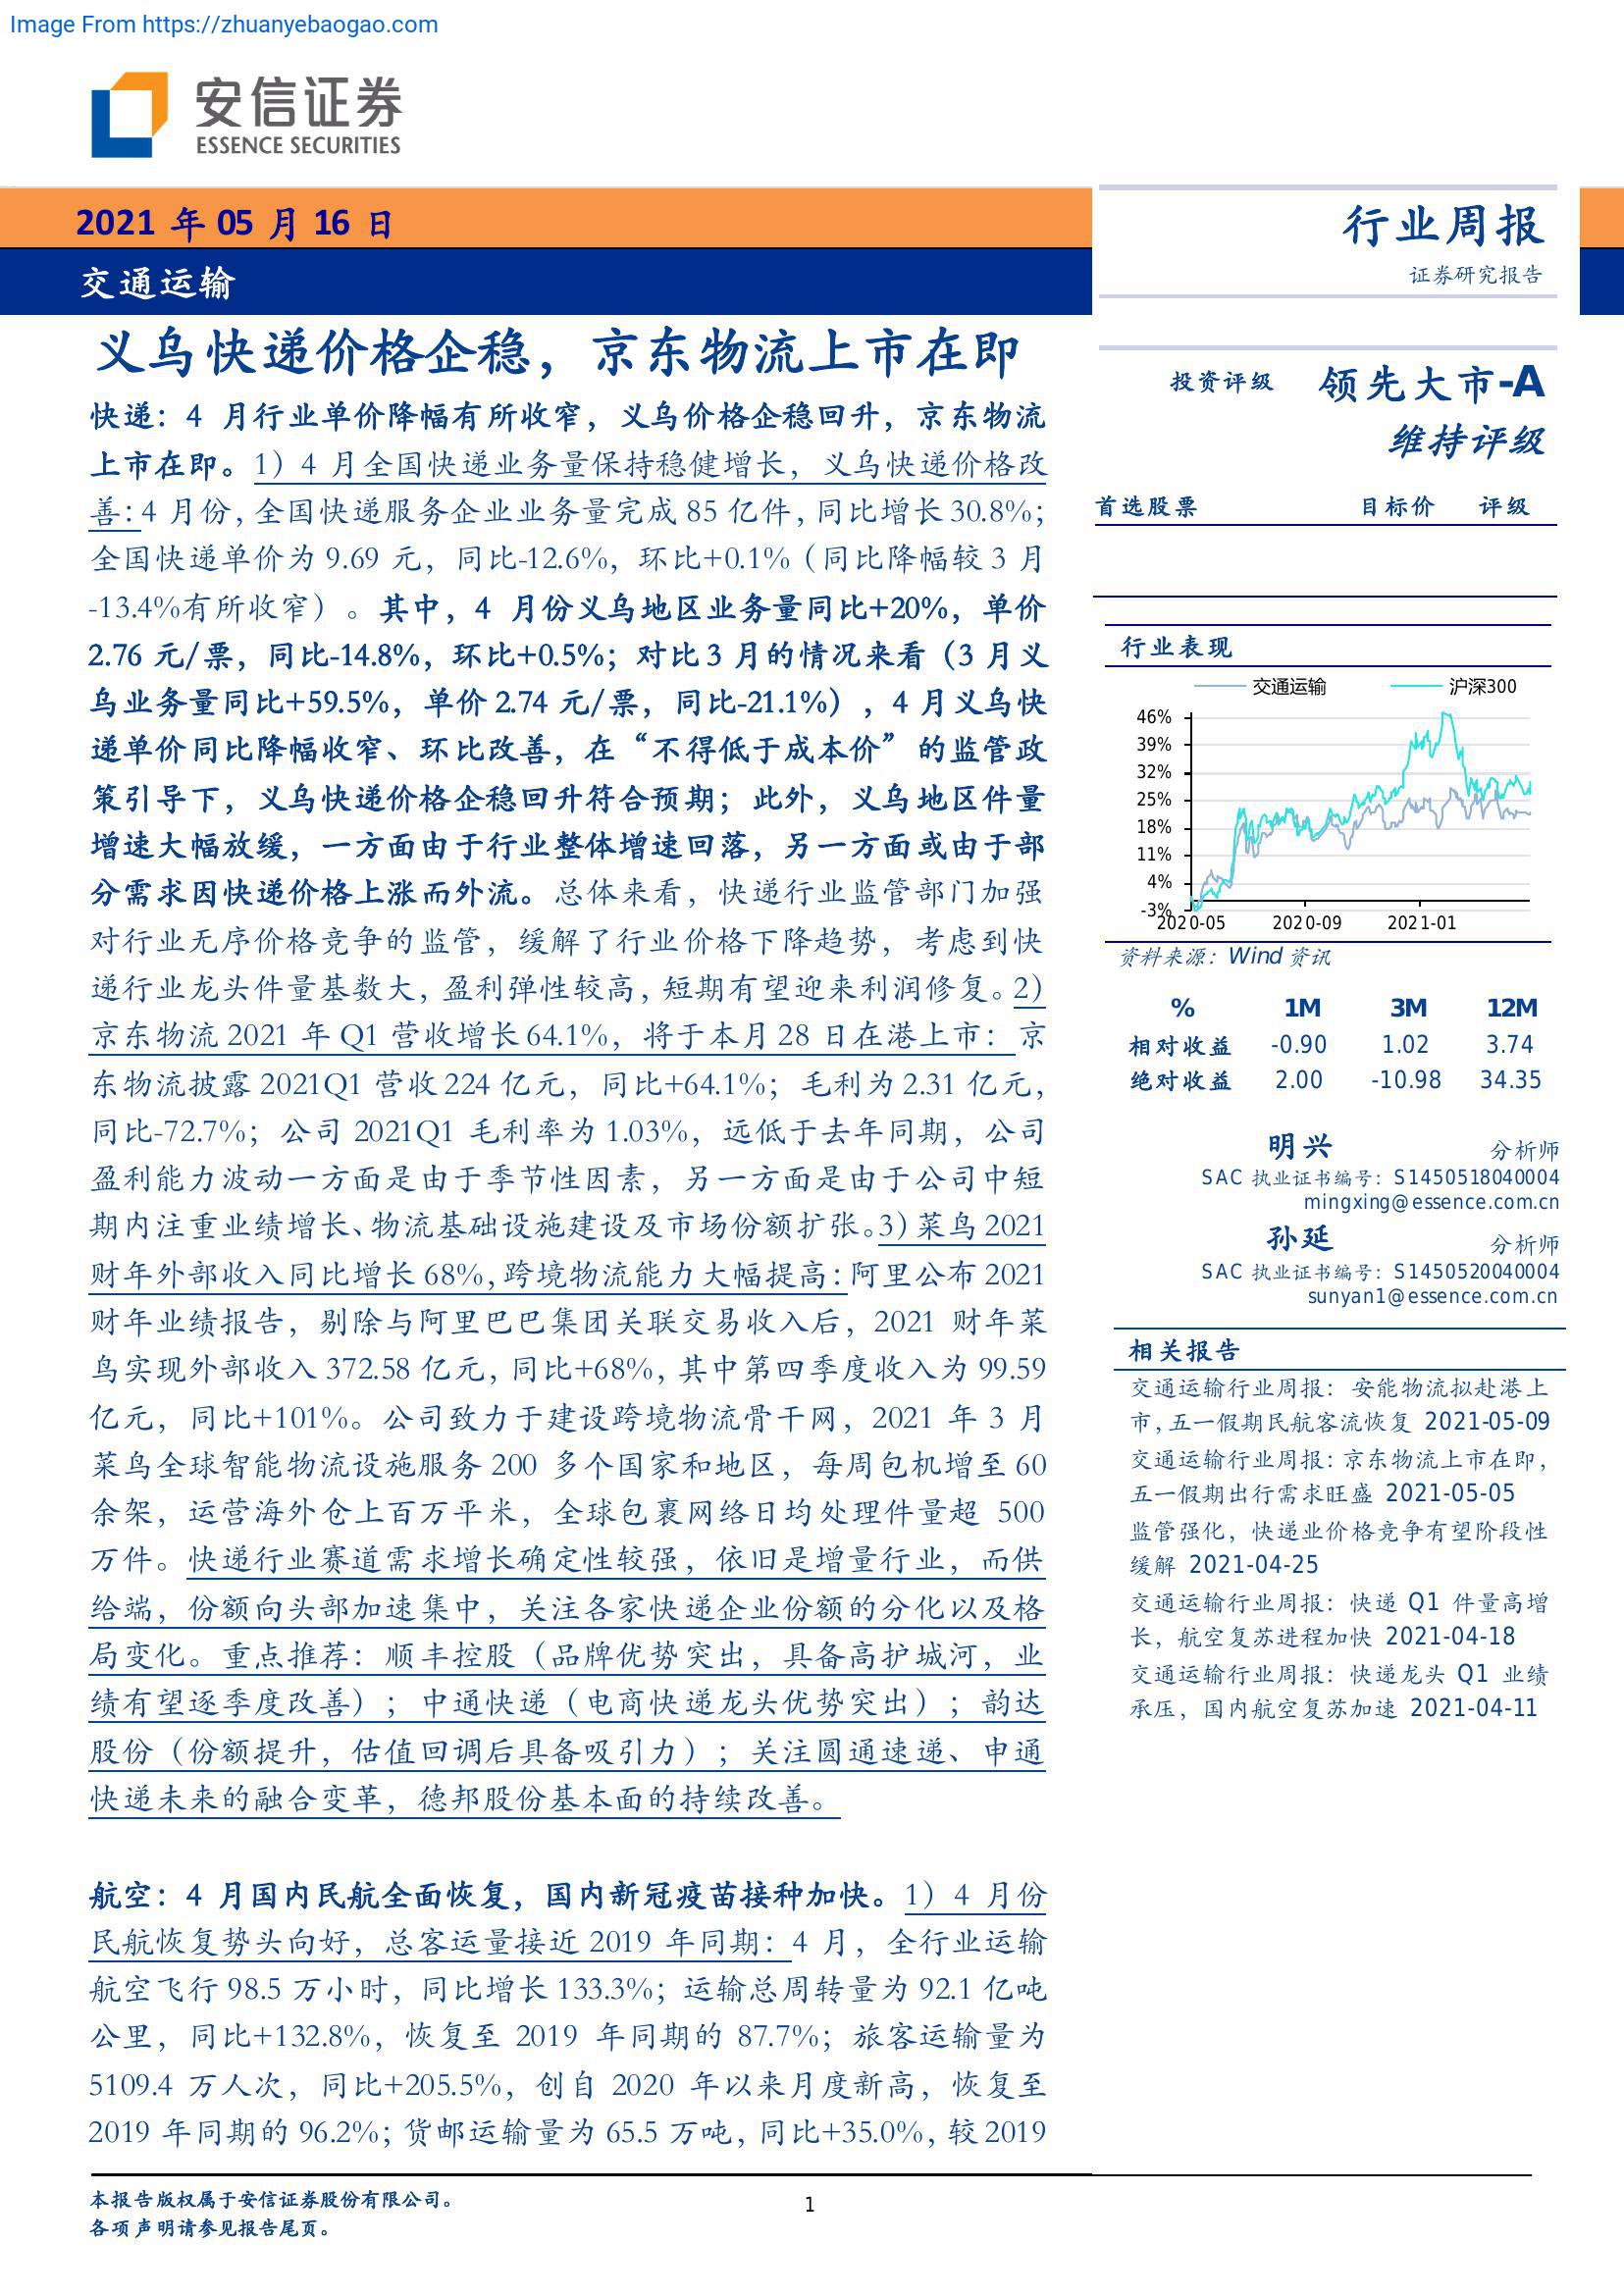 Image From https://zhuanyebaogao.com
安信证券
ESSENCE SECURITIES
2021 年 05 月 16 日
交通运输
行业周报
证券研究报告
义乌快递价格企稳，京东物流上市在即
快递：4 月行业单价降幅有所收窄，义乌价格企稳回升，京东物流
上市在即。1）4 月全国快递业务量保持稳健增长，义乌快递价格改
善：4 月份，全国快递服务企业业务量完成 85 亿件，同比增长 30.8%；
全国快递单价为 9.69 元，同比-12.6%，环比+0.1%（同比降幅较 3 月
-13.4%有所收窄）。其中，4 月份义乌地区业务量同比+20%，单价
2.76 元/票，同比-14.8%，环比+0.5%；对比 3 月的情况来看（3 月义
乌业务量同比+59.5%，单价 2.74 元/票，同比-21.1%），4 月义乌快
递单价同比降幅收窄、环比改善，在“不得低于成本价”的监管政
策引导下，义乌快递价格企稳回升符合预期；此外，义乌地区件量
增速大幅放缓，一方面由于行业整体增速回落，另一方面或由于部
分需求因快递价格上涨而外流。总体来看，快递行业监管部门加强
对行业无序价格竞争的监管，缓解了行业价格下降趋势，考虑到快
递行业龙头件量基数大，盈利弹性较高，短期有望迎来利润修复。2）
京东物流 2021 年 Q1 营收增长 64.1%，将于本月 28 日在港上市：京
东物流披露 2021Q1 营收 224 亿元，同比+64.1%；毛利为 2.31 亿元，
同比-72.7%；公司 2021Q1 毛利率为 1.03%，远低于去年同期，公司
盈利能力波动一方面是由于季节性因素，另一方面是由于公司中短
期内注重业绩增长、物流基础设施建设及市场份额扩张。3）菜鸟 2021
财年外部收入同比增长 68%，跨境物流能力大幅提高：阿里公布 2021
财年业绩报告，剔除与阿里巴巴集团关联交易收入后，2021 财年菜
鸟实现外部收入 372.58 亿元，同比+68%，其中第四季度收入为 99.59
亿元，同比+101%。公司致力于建设跨境物流骨干网，2021 年 3 月
菜鸟全球智能物流设施服务 200 多个国家和地区，每周包机增至 60
余架，运营海外仓上百万平米，全球包裹网络日均处理件量超 500
万件。快递行业赛道需求增长确定性较强，依旧是增量行业，而供
给端，份额向头部加速集中，关注各家快递企业份额的分化以及格
局变化。重点推荐：顺丰控股（品牌优势突出，具备高护城河，业
绩有望逐季度改善）；中通快递（电商快递龙头优势突出）；韵达
股份（份额提升，估值回调后具备吸引力）；关注圆通速递、申通
快递未来的融合变革，德邦股份基本面的持续改善。
航空：4 月国内民航全面恢复，国内新冠疫苗接种加快。1）4 月份
民航恢复势头向好，总客运量接近 2019 年同期：4 月，全行业运输
航空飞行 98.5 万小时，同比增长 133.3%；运输总周转量为 92.1 亿吨
公里，同比+132.8%，恢复至 2019 年同期的 87.7%；旅客运输量为
5109.4 万人次，同比+205.5%，创自 2020 年以来月度新高，恢复至
2019 年同期的 96.2%；货邮运输量为 65.5 万吨，同比+35.0%，较 2019
投资评级 领先大市-A
维持评级
首选股票 目标价 评级
行业表现
交通运输 沪深300
46%
39%
32%
25%
18%
11%
4%
-3%
2020-05 2020-09 2021-01
资料来源：Wind 资讯
% 1M 3M 12M
相对收益 -0.90 1.02 3.74
绝对收益 2.00 -10.98 34.35
明兴 分析师
SAC 执业证书编号：S1450518040004
mingxing@essence.com.cn
孙延 分析师
SAC 执业证书编号：S1450520040004
sunyan1@essence.com.cn
相关报告
交通运输行业周报：安能物流拟赴港上
市，五一假期民航客流恢复 2021-05-09
交通运输行业周报：京东物流上市在即，
五一假期出行需求旺盛 2021-05-05
监管强化，快递业价格竞争有望阶段性
缓解 2021-04-25
交通运输行业周报：快递 Q1 件量高增
长，航空复苏进程加快 2021-04-18
交通运输行业周报：快递龙头 Q1 业绩
承压，国内航空复苏加速 2021-04-11
本报告版权属于安信证券股份有限公司。
各项声明请参见报告尾页。
1